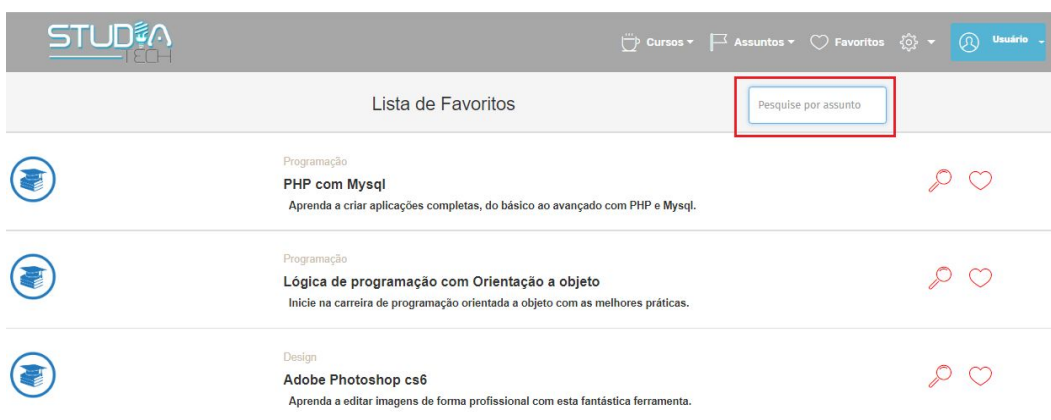 STUDIA
TECH
Cursos
Assuntos
Favoritos
Usuário
Lista de Favoritos
Pesquise por assunto
Programação
PHP com Mysql
Aprenda a criar aplicações completas, do básico ao avançado com PHP e Mysql.
Programação
Lógica de programação com Orientação a objeto
Inicie na carreira de programação orientada a objeto com as melhores práticas.
Design
Adobe Photoshop cs6
Aprenda a editar imagens de forma profissional com esta fantástica ferramenta.